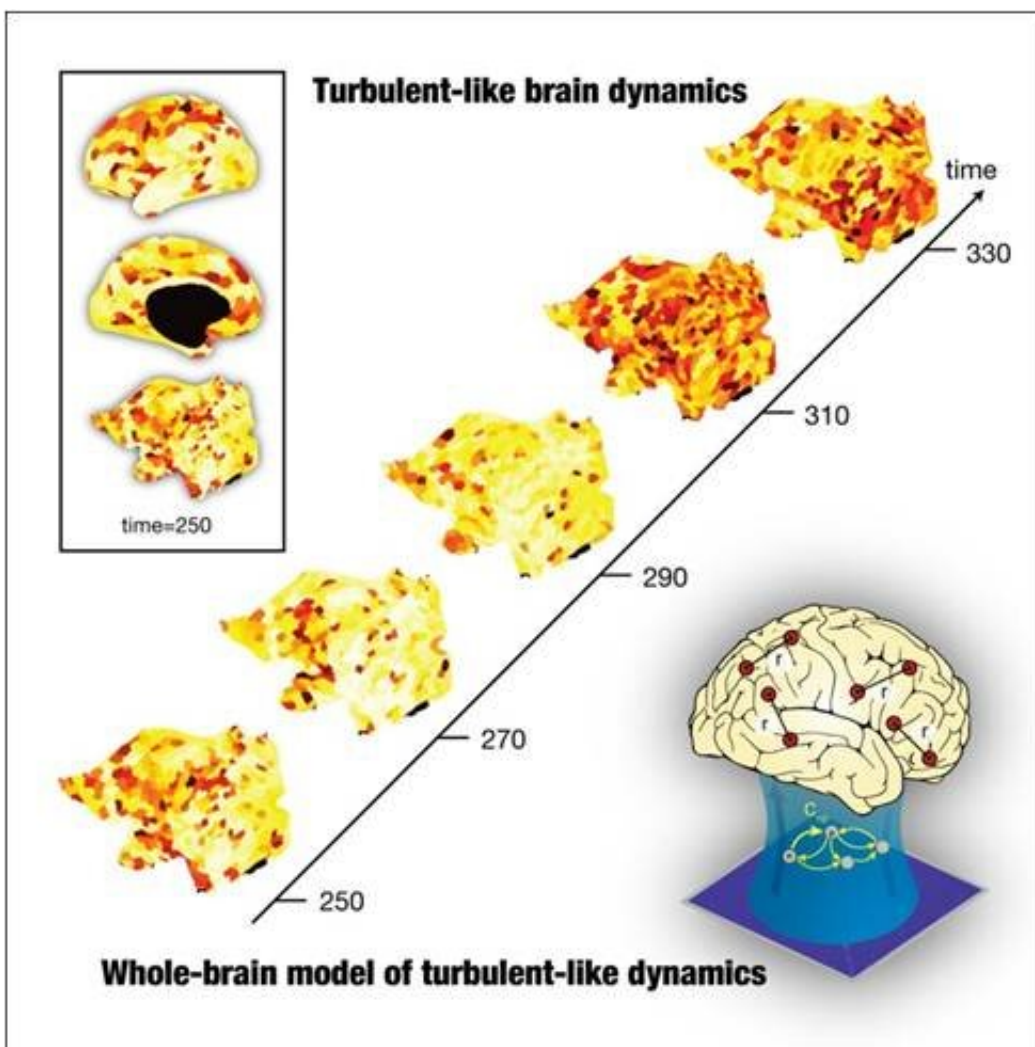 Turbulent-like brain dynamics
time
330
310
time=250
290
r
r
r
r
270
C
250
Whole-brain model of turbulent-like dynamics